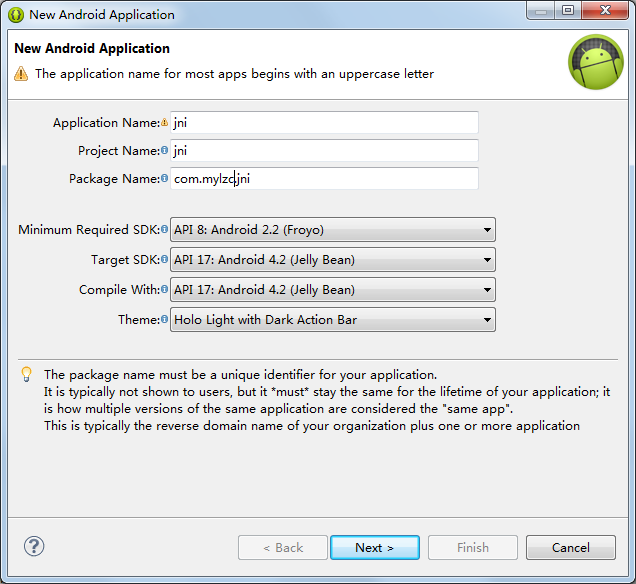 New Android Application
New Android Application
The application name for most apps begins with an uppercase letter
Application Name: jni
Project Name: jni
Package Name: com.mylzc.jni
Minimum Required SDK: API 8: Android 2.2 (Froyo)
Target SDK: API 17: Android 4.2 (Jelly Bean)
Compile With: API 17: Android 4.2 (Jelly Bean)
Theme: Holo Light with Dark Action Bar
The package name must be a unique identifier for your application.
It is typically not shown to users, but it *must* stay the same for the lifetime of your application; it
is how multiple versions of the same application are considered the "same app".
This is typically the reverse domain name of your organization plus one or more application
? < Back Next > Finish Cancel